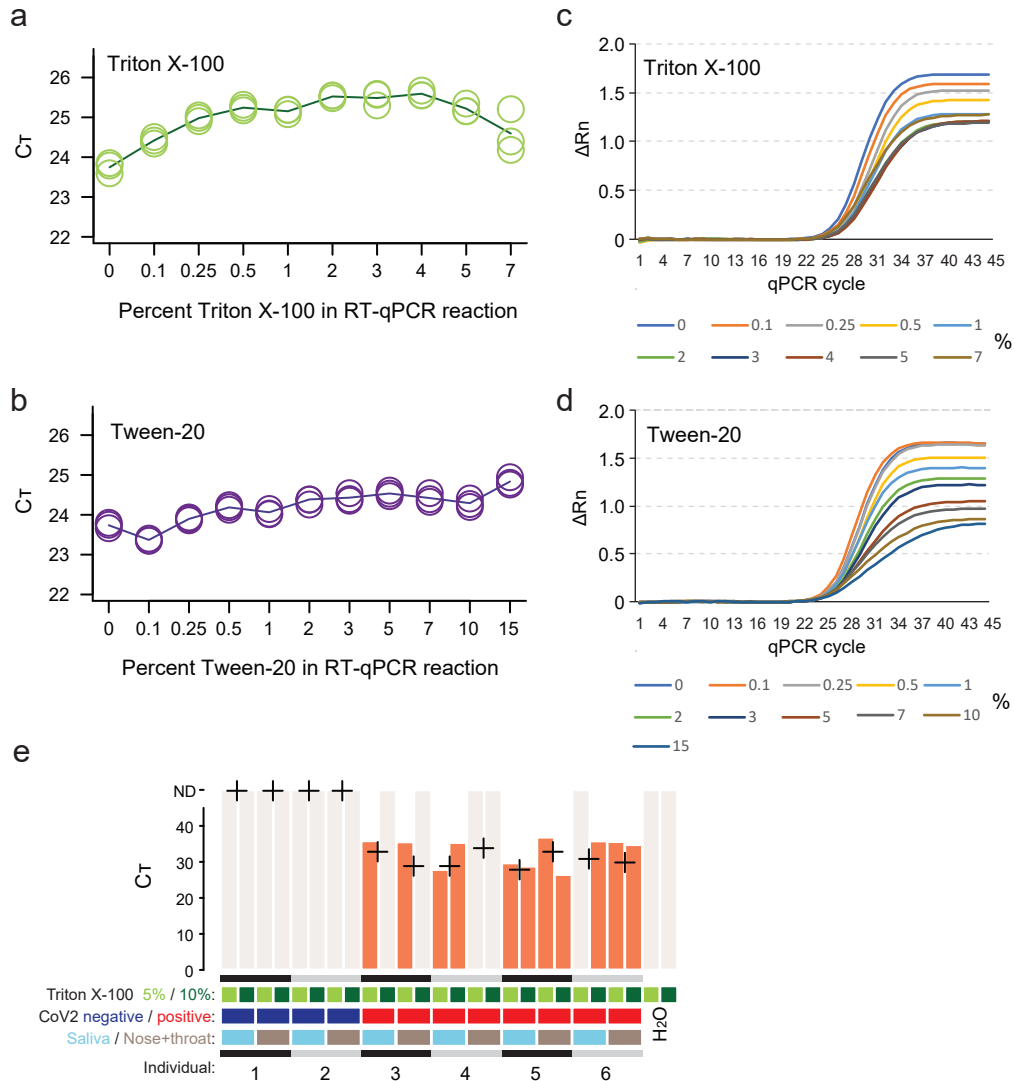 a
Triton X-100
26
25
24
23
22
CT
0 0.1 0.25 0.5 1 2 3 4 5 7
Percent Triton X-100 in RT-qPCR reaction
b
Tween-20
26
25
24
23
22
CT
0 0.1 0.25 0.5 1 2 3 5 7 10 15
Percent Tween-20 in RT-qPCR reaction
c
2.0
Triton X-100
1.5
1.0
0.5
0
ΔRn
1 4 7 10 13 16 19 22 25 28 31 34 37 40 43 45
qPCR cycle
0 0.1 0.25 0.5 1
%
2 3 4 5 7
d
2.0
Tween-20
1.5
1.0
0.5
0
ΔRn
1 4 7 10 13 16 19 22 25 28 31 34 37 40 43 45
qPCR cycle
0 0.1 0.25 0.5 1
%
2 3 5 7 10
15
e
ND
40
30
20
10
0
CT
Triton X-100 5% / 10%:
CoV2 negative / positive:
Saliva / Nose+throat:
H2O
Individual: 1 2 3 4 5 6